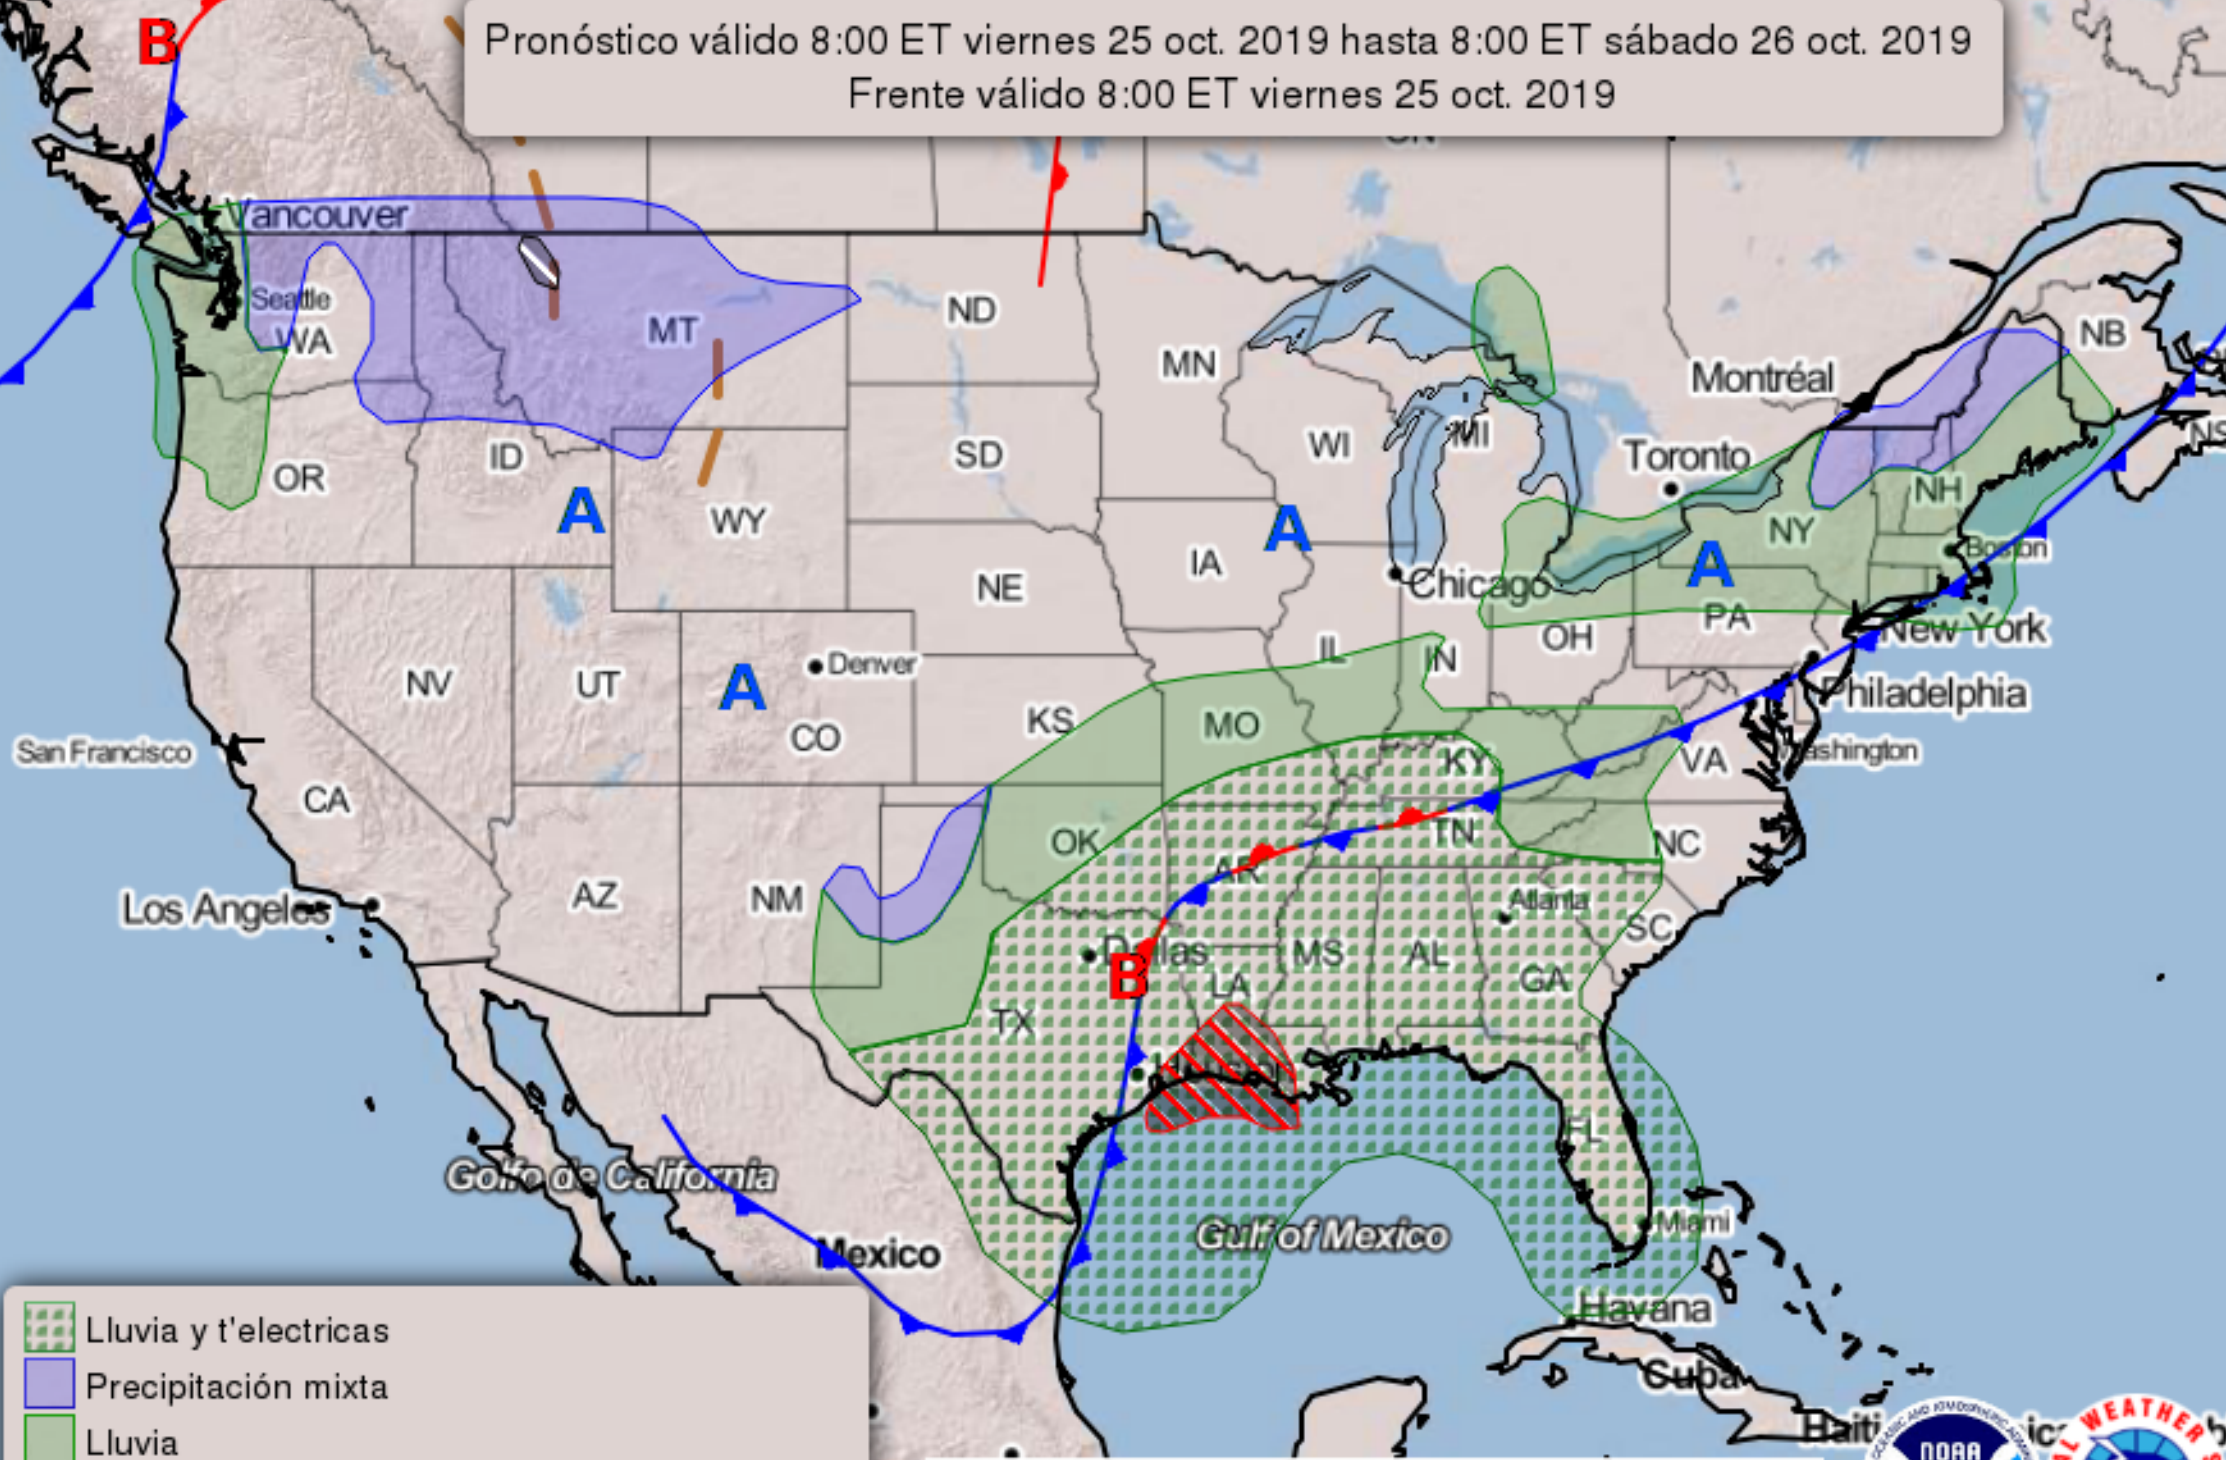 Pronóstico válido 8:00 ET viernes 25 oct. 2019 hasta 8:00 ET sábado 26 oct. 2019
Frente válido 8:00 ET viernes 25 oct. 2019
B
Vancouver
Seattle
WA
MT
ND
MN
Montréal
NB
OR
ID
SD
WI
MI
Toronto
NH
NS
A
WY
A
NY
IA
A
Boston
NE
Chicago
OH
PA
New York
NV
UT
A
Denver
IL
IN
Philadelphia
San Francisco
CO
KS
MO
KY
VA
CA
OK
TN
NC
Los Angeles
AZ
NM
AR
Atlanta
SC
Dallas
B
LA
MS
AL
GA
TX
FL
Golfo de California
Mexico
Gulf of Mexico
Miami
Havana
Cuba
Haiti
Lluvia y t'electricas
Precipitación mixta
Lluvia
NOAA
WEATHER